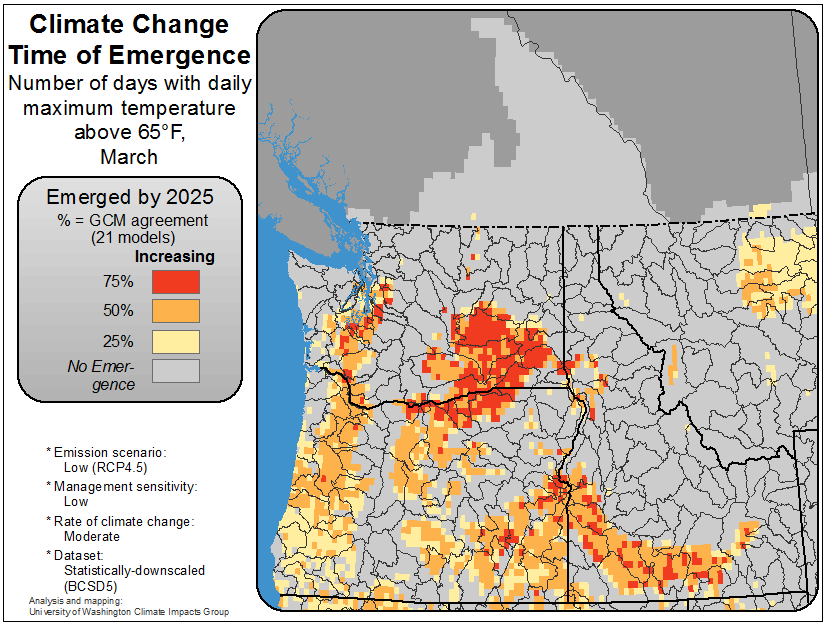 Climate Change
Time of Emergence
Number of days with daily
maximum temperature
above 65°F,
March
Emerged by 2025
% = GCM agreement
(21 models)
Increasing
75%
50%
25%
No Emer-
gence
* Emission scenario:
Low (RCP4.5)
* Management sensitivity:
Low
* Rate of climate change:
Moderate
* Dataset:
Statistically-downscaled
(BCSD5)
Analysis and mapping:
University of Washington Climate Impacts Group